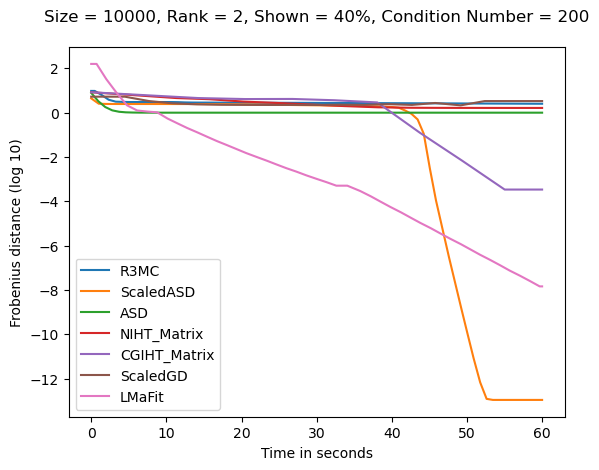 Size = 10000, Rank = 2, Shown = 40%, Condition Number = 200
Frobenius distance (log 10)
2
0
−2
−4
−6
−8
−10
−12
R3MC
ScaledASD
ASD
NIHT_Matrix
CGIHT_Matrix
ScaledGD
LMaFit
0 10 20 30 40 50 60
Time in seconds